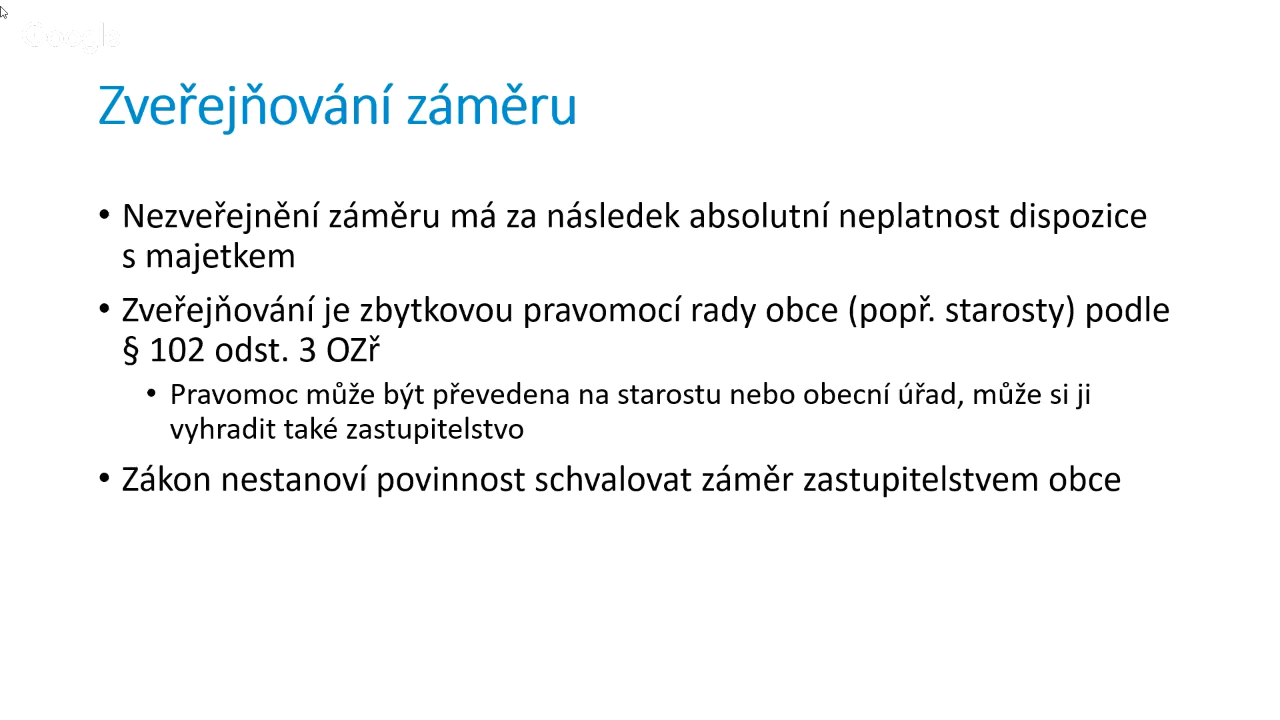 Google
Zveřejňování záměru
• Nezveřejnění záměru má za následek absolutní neplatnost dispozice
s majetkem
• Zveřejňování je zbytkovou pravomocí rady obce (popř. starosty) podle
§ 102 odst. 3 OZř
• Pravomoc může být převedena na starostu nebo obecní úřad, může si ji
vyhradit také zastupitelstvo
• Zákon nestanoví povinnost schvalovat záměr zastupitelstvem obce